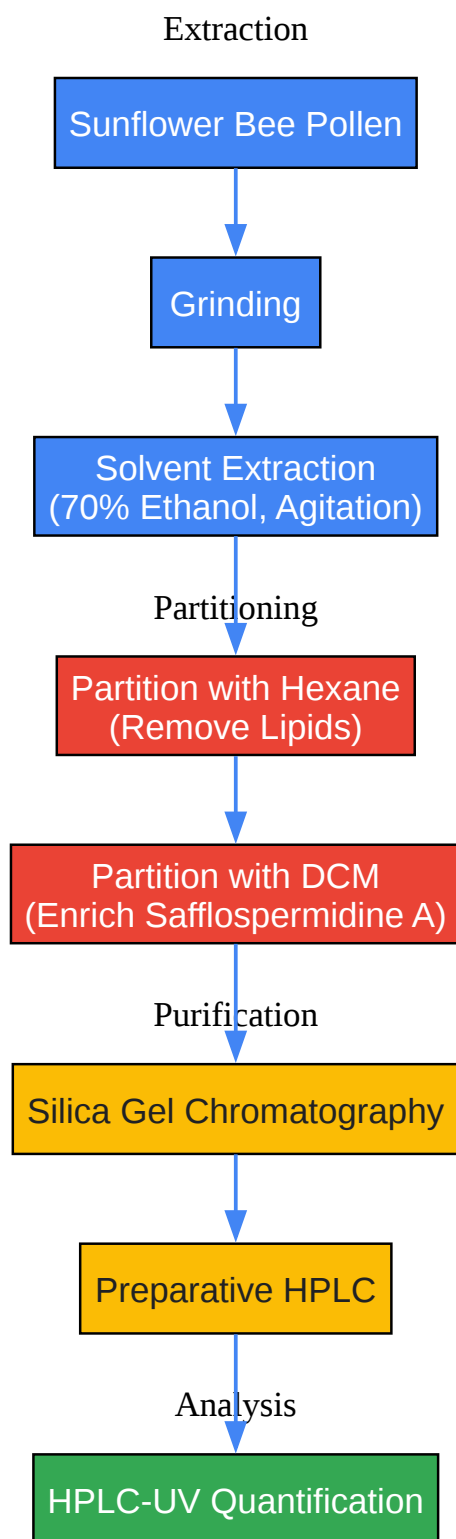 Extraction
Sunflower Bee Pollen
Grinding
Solvent Extraction
(70% Ethanol, Agitation)
Partitioning
Partition with Hexane
(Remove Lipids)
Partition with DCM
(Enrich Safflospermidine A)
Purification
Silica Gel Chromatography
Preparative HPLC
Analysis
HPLC-UV Quantification